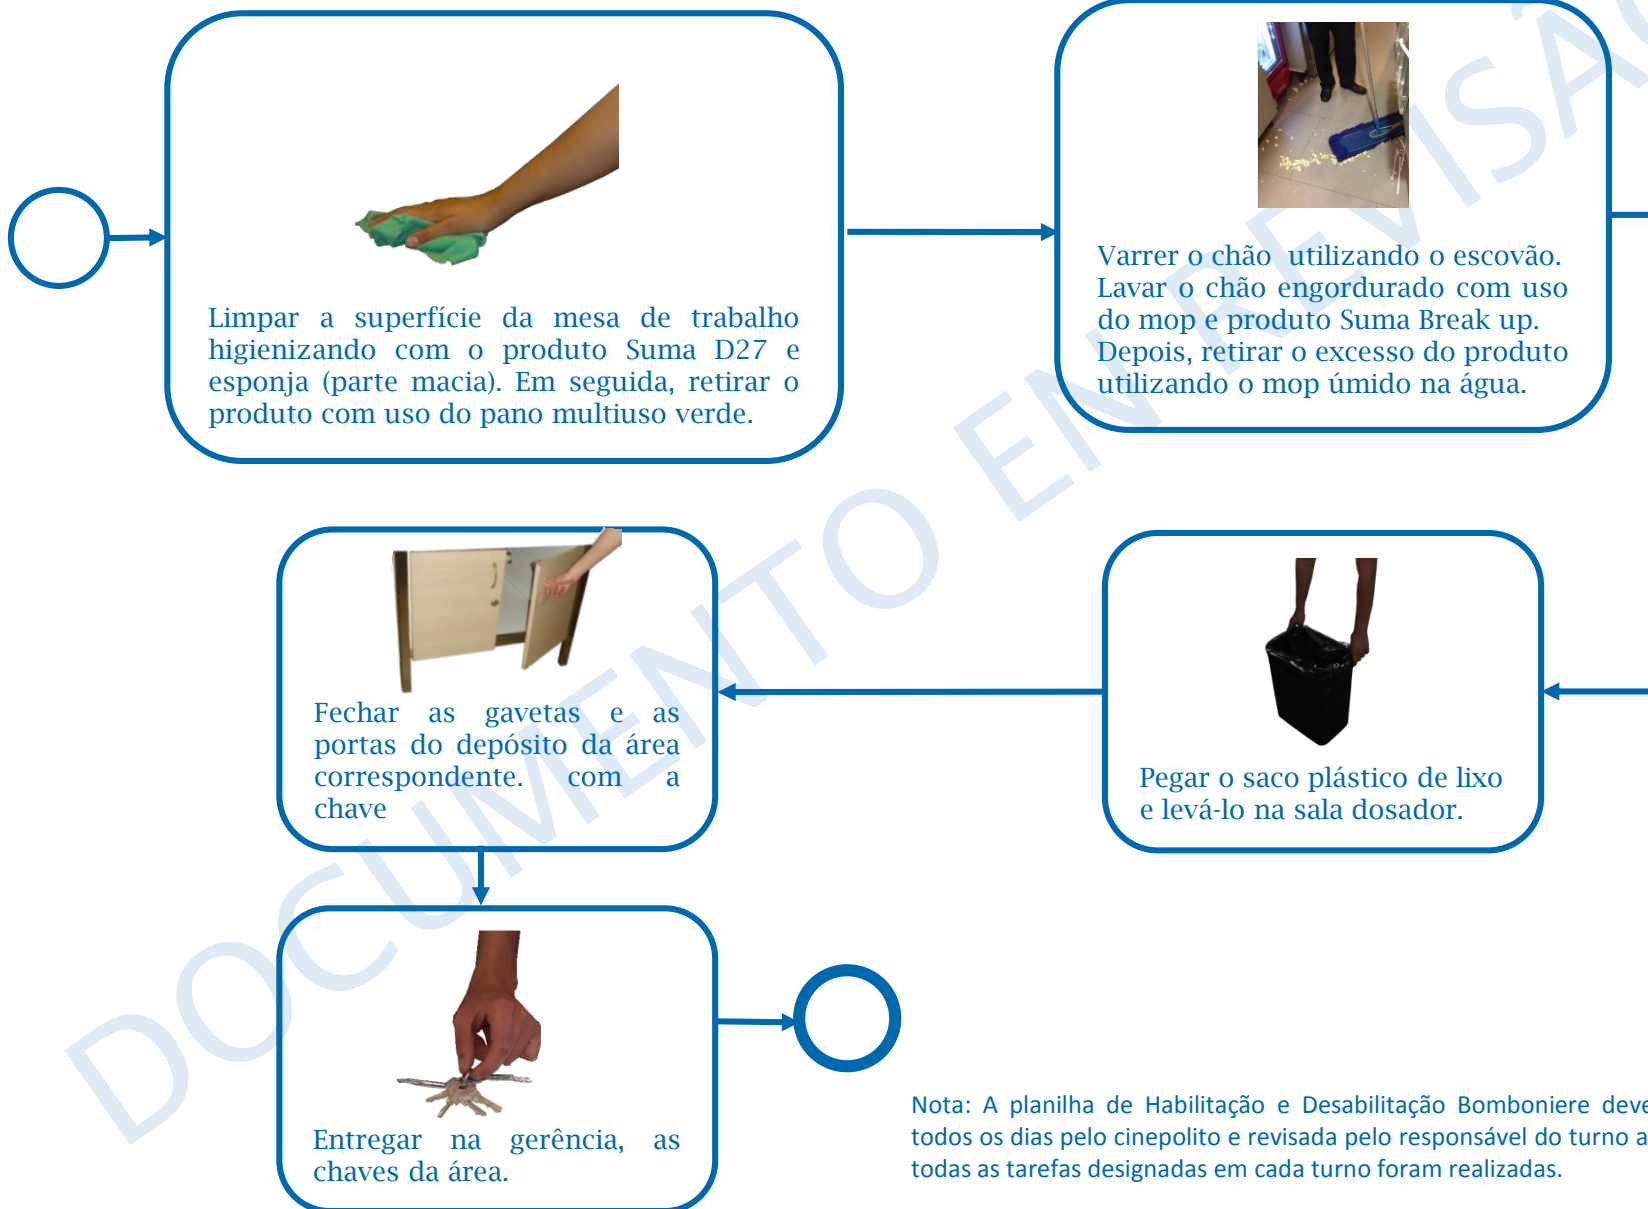 Limpar a superfície da mesa de trabalho
higienizando com o produto Suma D27 e
esponja (parte macia). Em seguida, retirar o
produto com uso do pano multiuso verde.
Varrer o chão utilizando o escovão.
Lavar o chão engordurado com uso
do mop e produto Suma Break up.
Depois, retirar o excesso do produto
utilizando o mop úmido na água.
Fechar as gavetas e as
portas do depósito da área
correspondente. com a
chave
Pegar o saco plástico de lixo
e levá-lo na sala dosador.
Entregar na gerência, as
chaves da área.
Nota: A planilha de Habilitação e Desabilitação Bomboniere deve
todos os dias pelo cinepolito e revisada pelo responsável do turno a
todas as tarefas designadas em cada turno foram realizadas.
DOCUMENTO EN REVISÃO